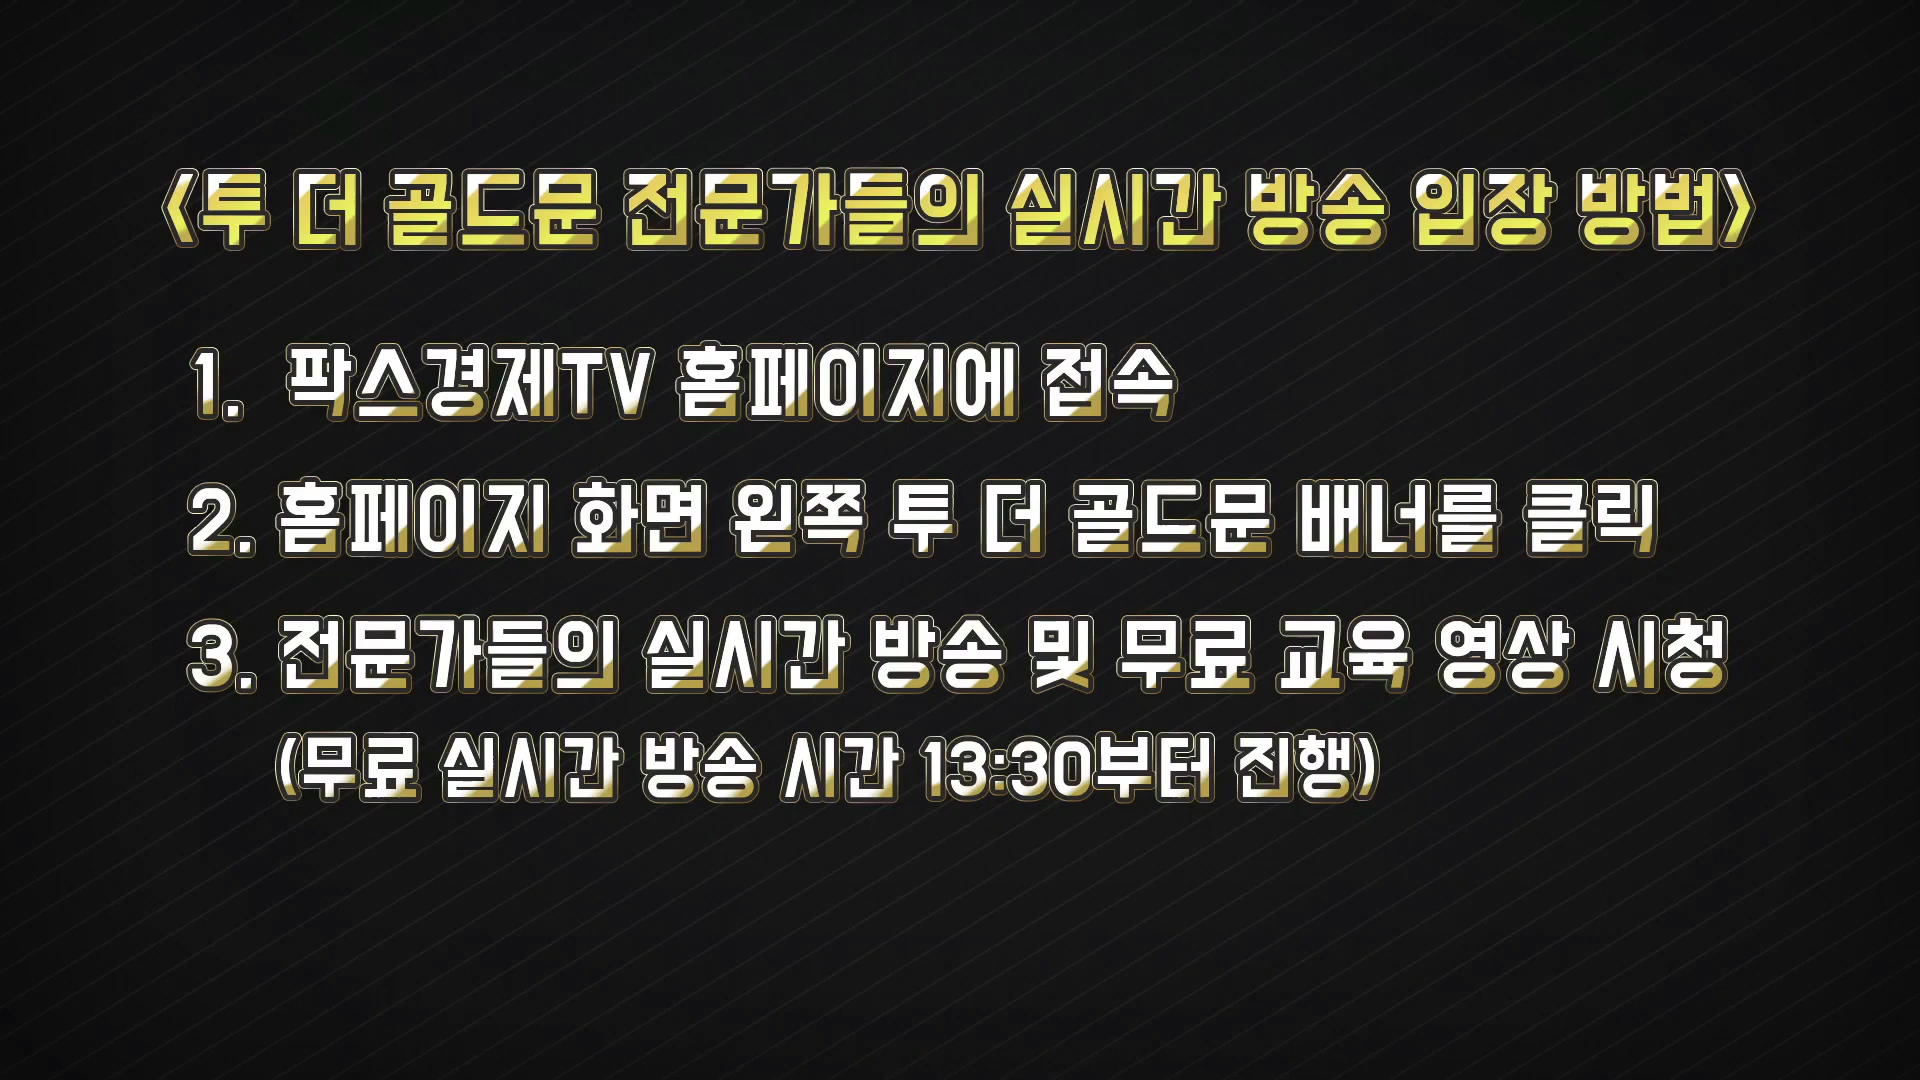 〈투 더 골드문 전문가들의 실시간 방송 입장 방법〉
1. 팍스경제TV 홈페이지에 접속
2. 홈페이지 화면 왼쪽 투 더 골드문 배너를 클릭
3. 전문가들의 실시간 방송 및 무료 교육 영상 시청
(무료 실시간 방송 시간 13:30부터 진행)